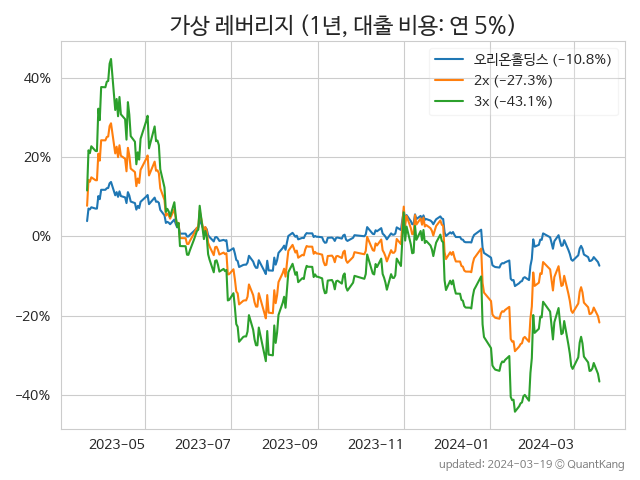 가상 레버리지 (1년, 대출 비용: 연 5%)
오리온홀딩스 (−10.8%)
2x (−27.3%)
3x (−43.1%)
40%
20%
0%
−20%
−40%
2023-05 2023-07 2023-09 2023-11 2024-01 2024-03
updated: 2024-03-19 © QuantKang